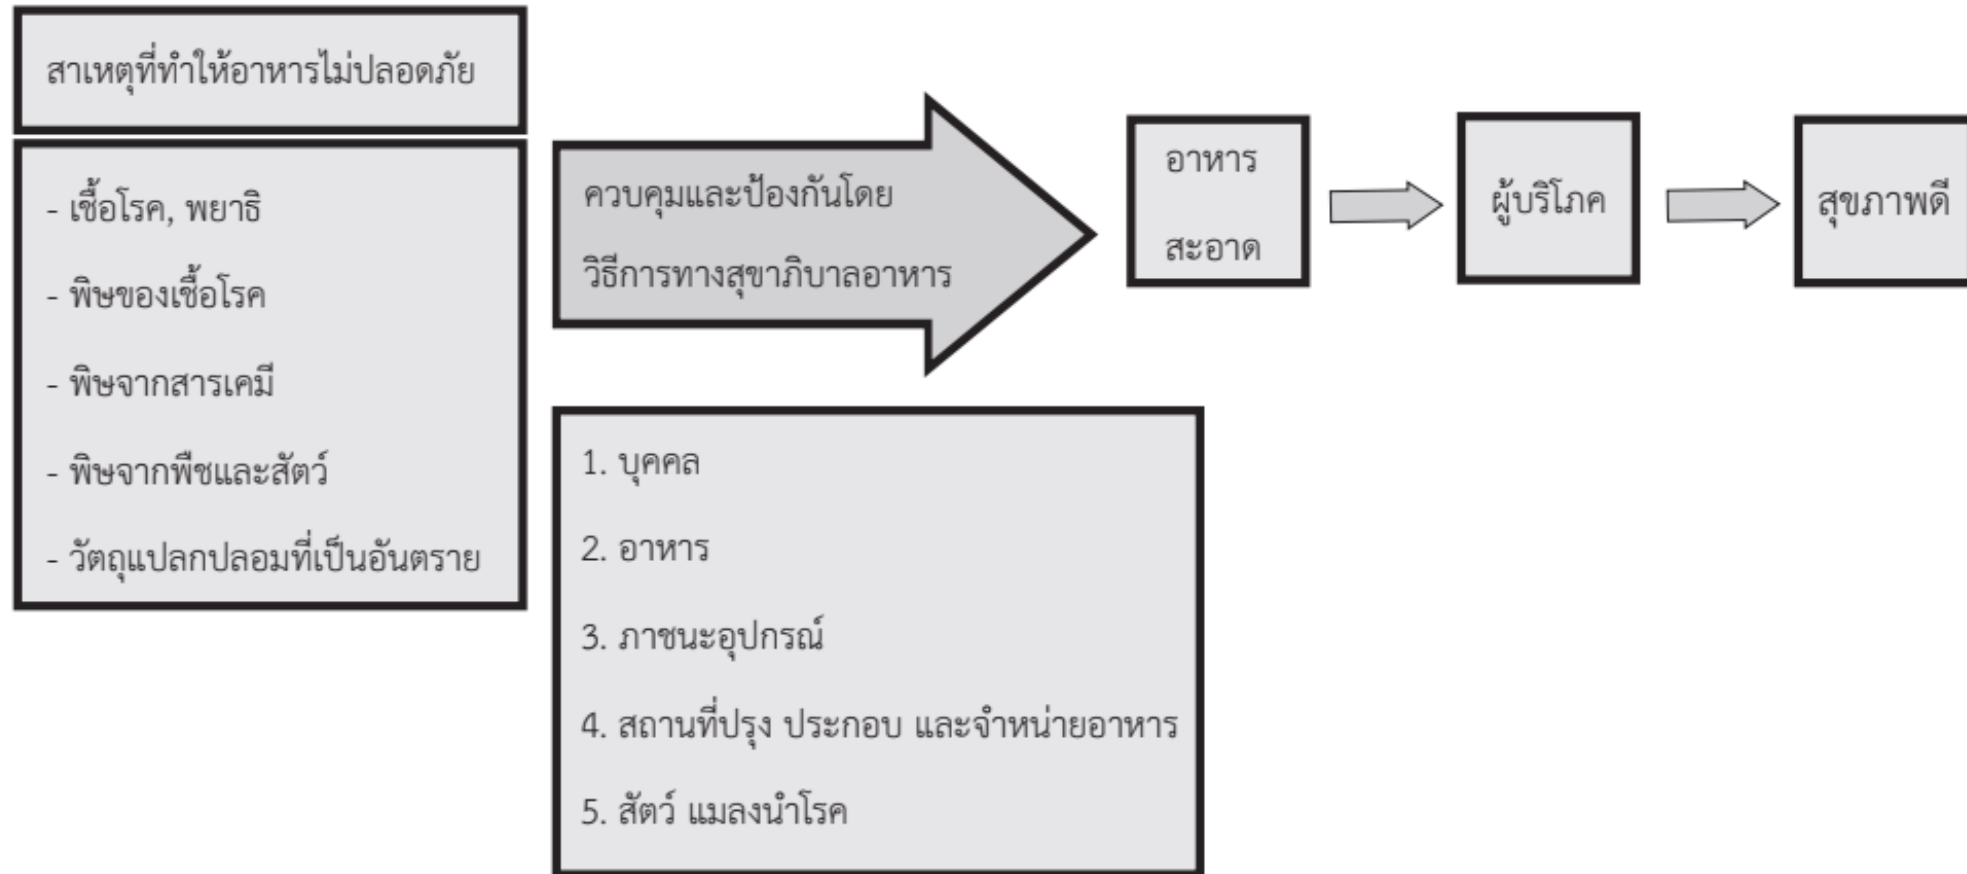 สาเหตุที่ทำให้อาหารไม่ปลอดภัย
- เชื้อโรค, พยาธิ
- พิษของเชื้อโรค
- พิษจากสารเคมี
- พิษจากพืชและสัตว์
- วัตถุแปลกปลอมที่เป็นอันตราย
ควบคุมและป้องกันโดย
วิธีการทางสุขาภิบาลอาหาร
1. บุคคล
2. อาหาร
3. ภาชนะอุปกรณ์
4. สถานที่ปรุง ประกอบ และจำหน่ายอาหาร
5. สัตว์ แมลงนำโรค
อาหาร
สะอาด
ผู้บริโภค
สุขภาพดี